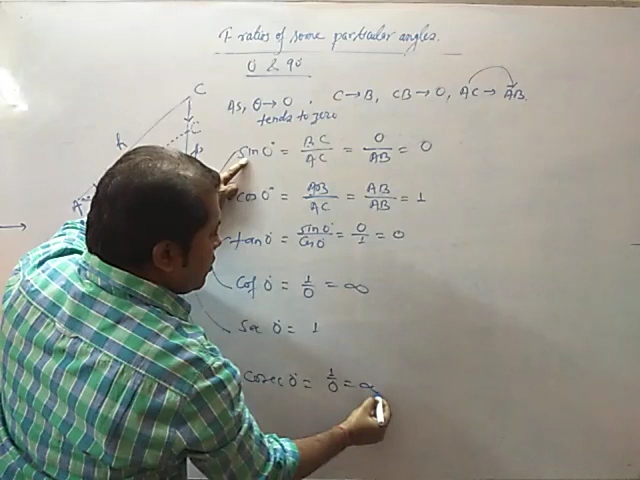 T ratios of some particular angles.
0 & 90
As, θ → 0, C → B, CB → 0, AC → AB.
tends to zero
C
C
h
p
A
sin 0° = BC/AC = 0/AB = 0
cos 0° = AB/AC = AB/AB = 1
tan 0° = sin 0°/cos 0° = 0/1 = 0
cot 0° = 1/0 = ∞
sec 0° = 1
cosec 0° = 1/0 = ∞